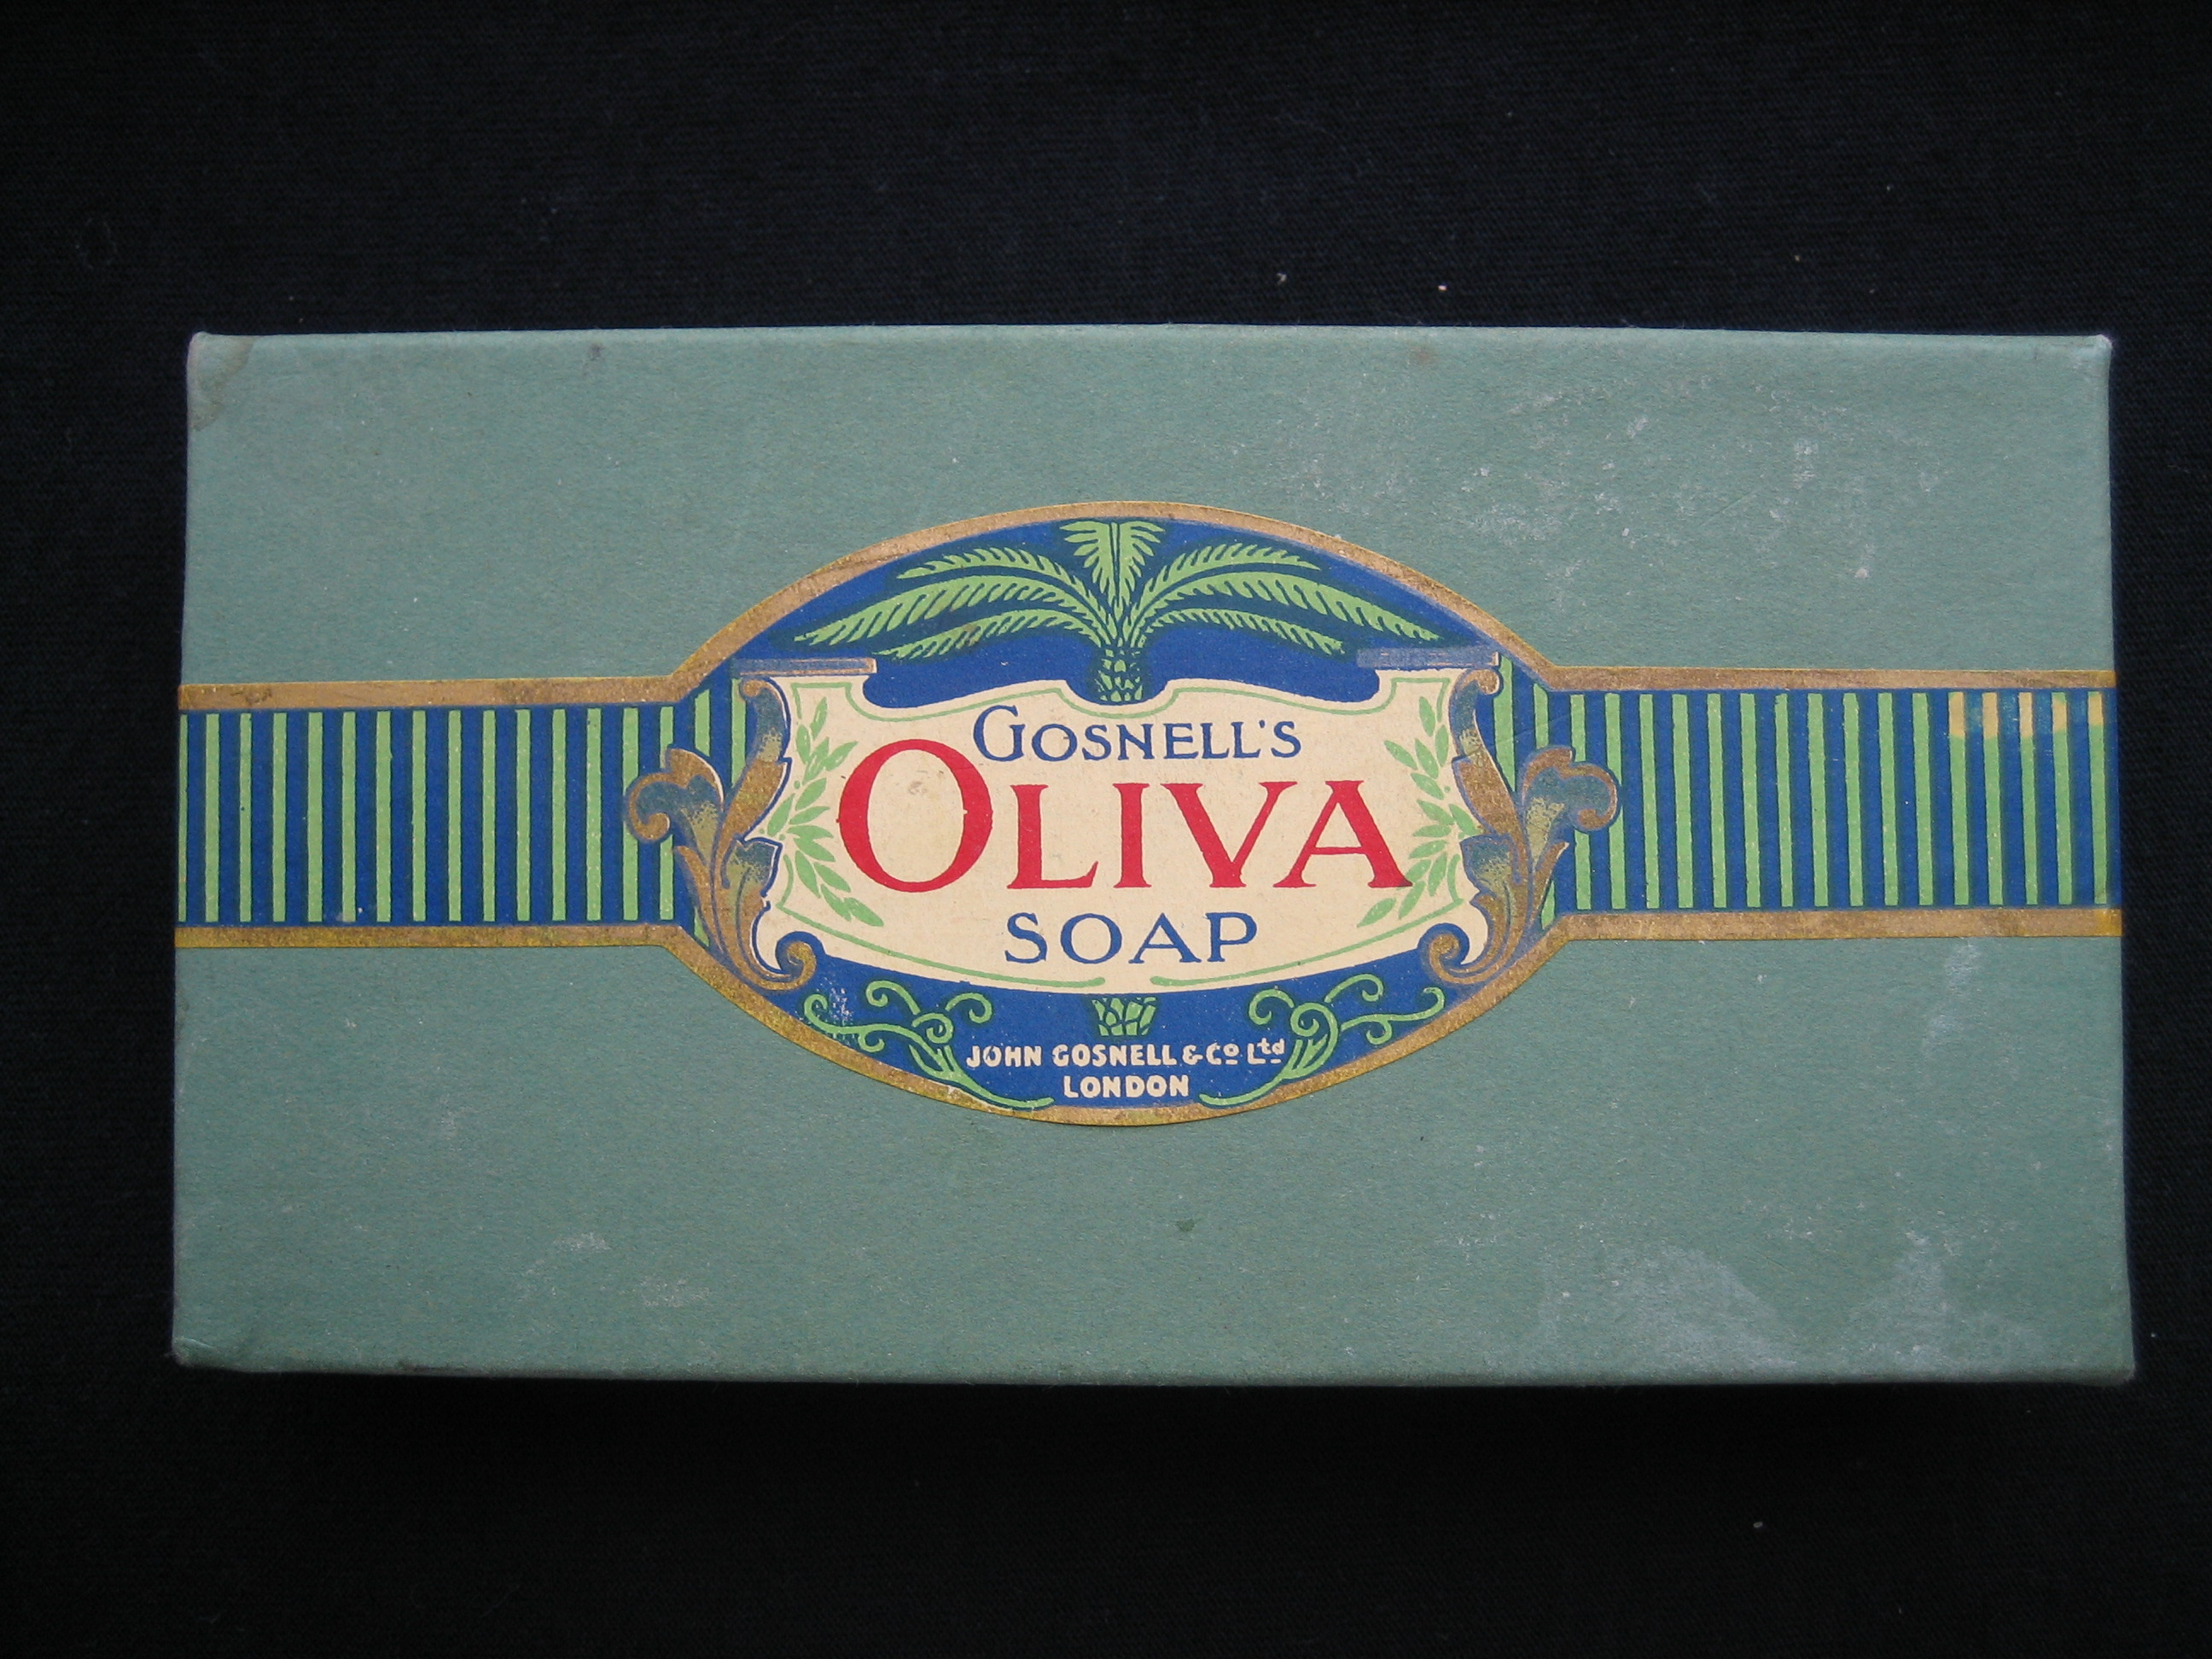 GOSNELL'S
OLIVA
SOAP
JOHN GOSNELL & Co Ltd
LONDON